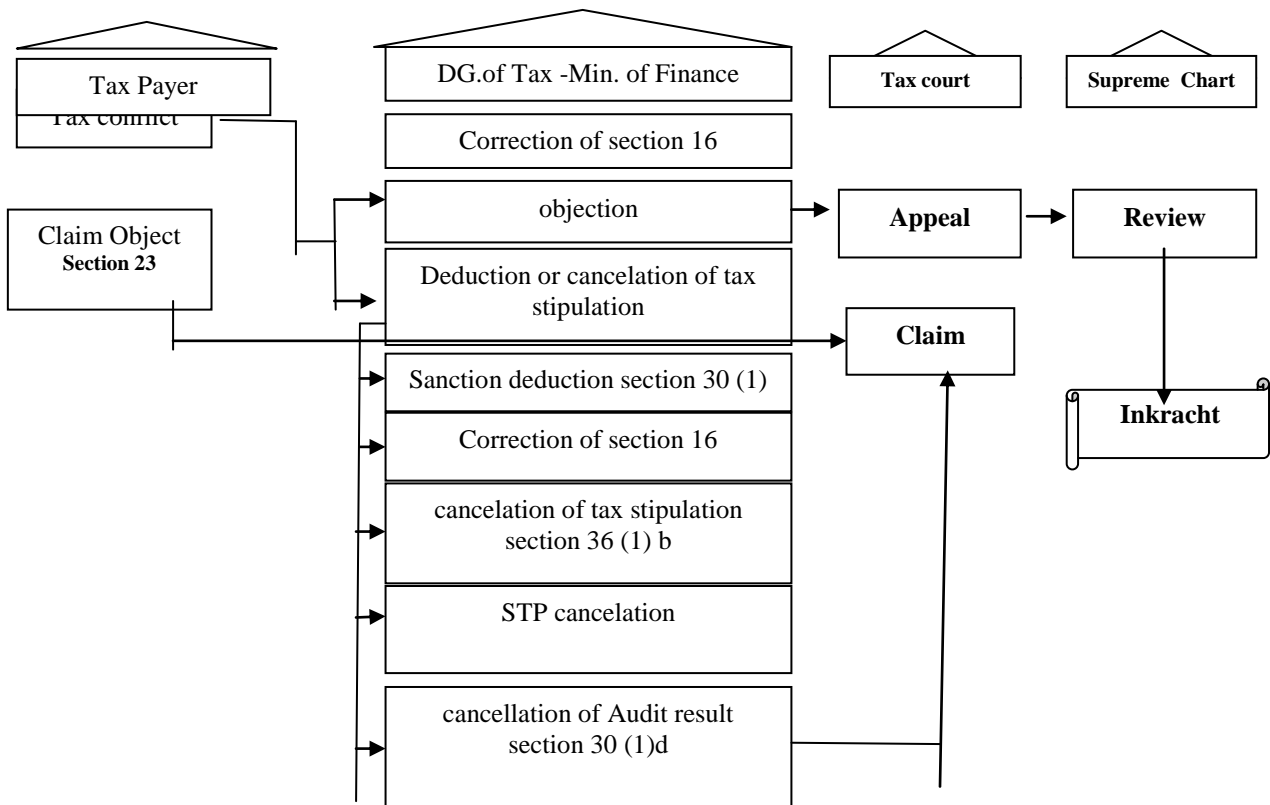 Tax Payer
Tax conflict
Claim Object
Section 23
DG.of Tax -Min. of Finance
Correction of section 16
objection
Deduction or cancelation of tax
stipulation
Sanction deduction section 30 (1)
Correction of section 16
cancelation of tax stipulation
section 36 (1) b
STP cancelation
cancellation of Audit result
section 30 (1)d
Tax court
Appeal
Claim
Supreme Chart
Review
Inkracht